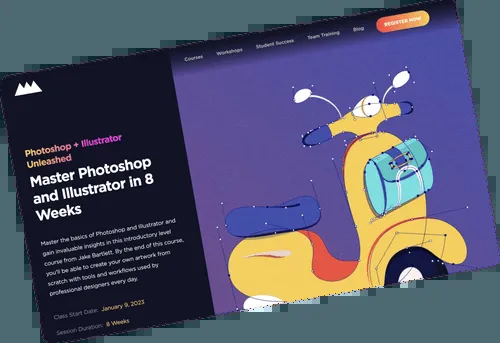 Courses
Workshops
Student Success
Team Training
Blog
REGISTER NOW
Photoshop + Illustrator
Unleashed
Master Photoshop
and Illustrator in 8
Weeks
Master the basics of Photoshop and Illustrator and
gain invaluable insights in this introductory level
course from Jake Bartlett. By the end of this course,
you'll be able to create your own artwork from
scratch with tools and workflows used by
professional designers every day.
Class Start Date: January 9, 2023
Session Duration: 8 Weeks